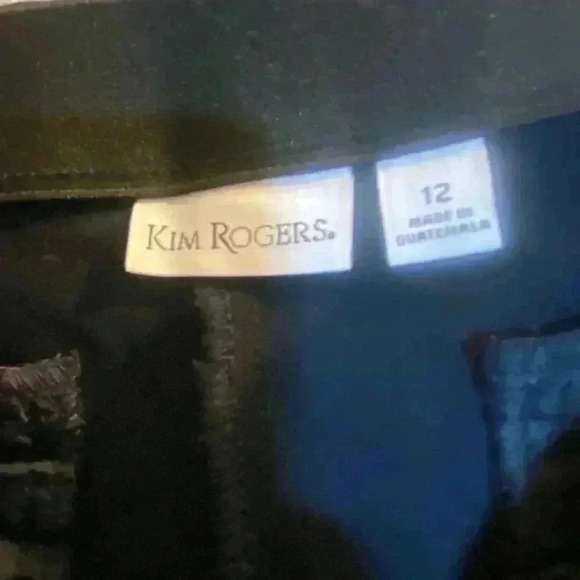 KIM ROGERS.
12
MADE IN
GUATEMALA